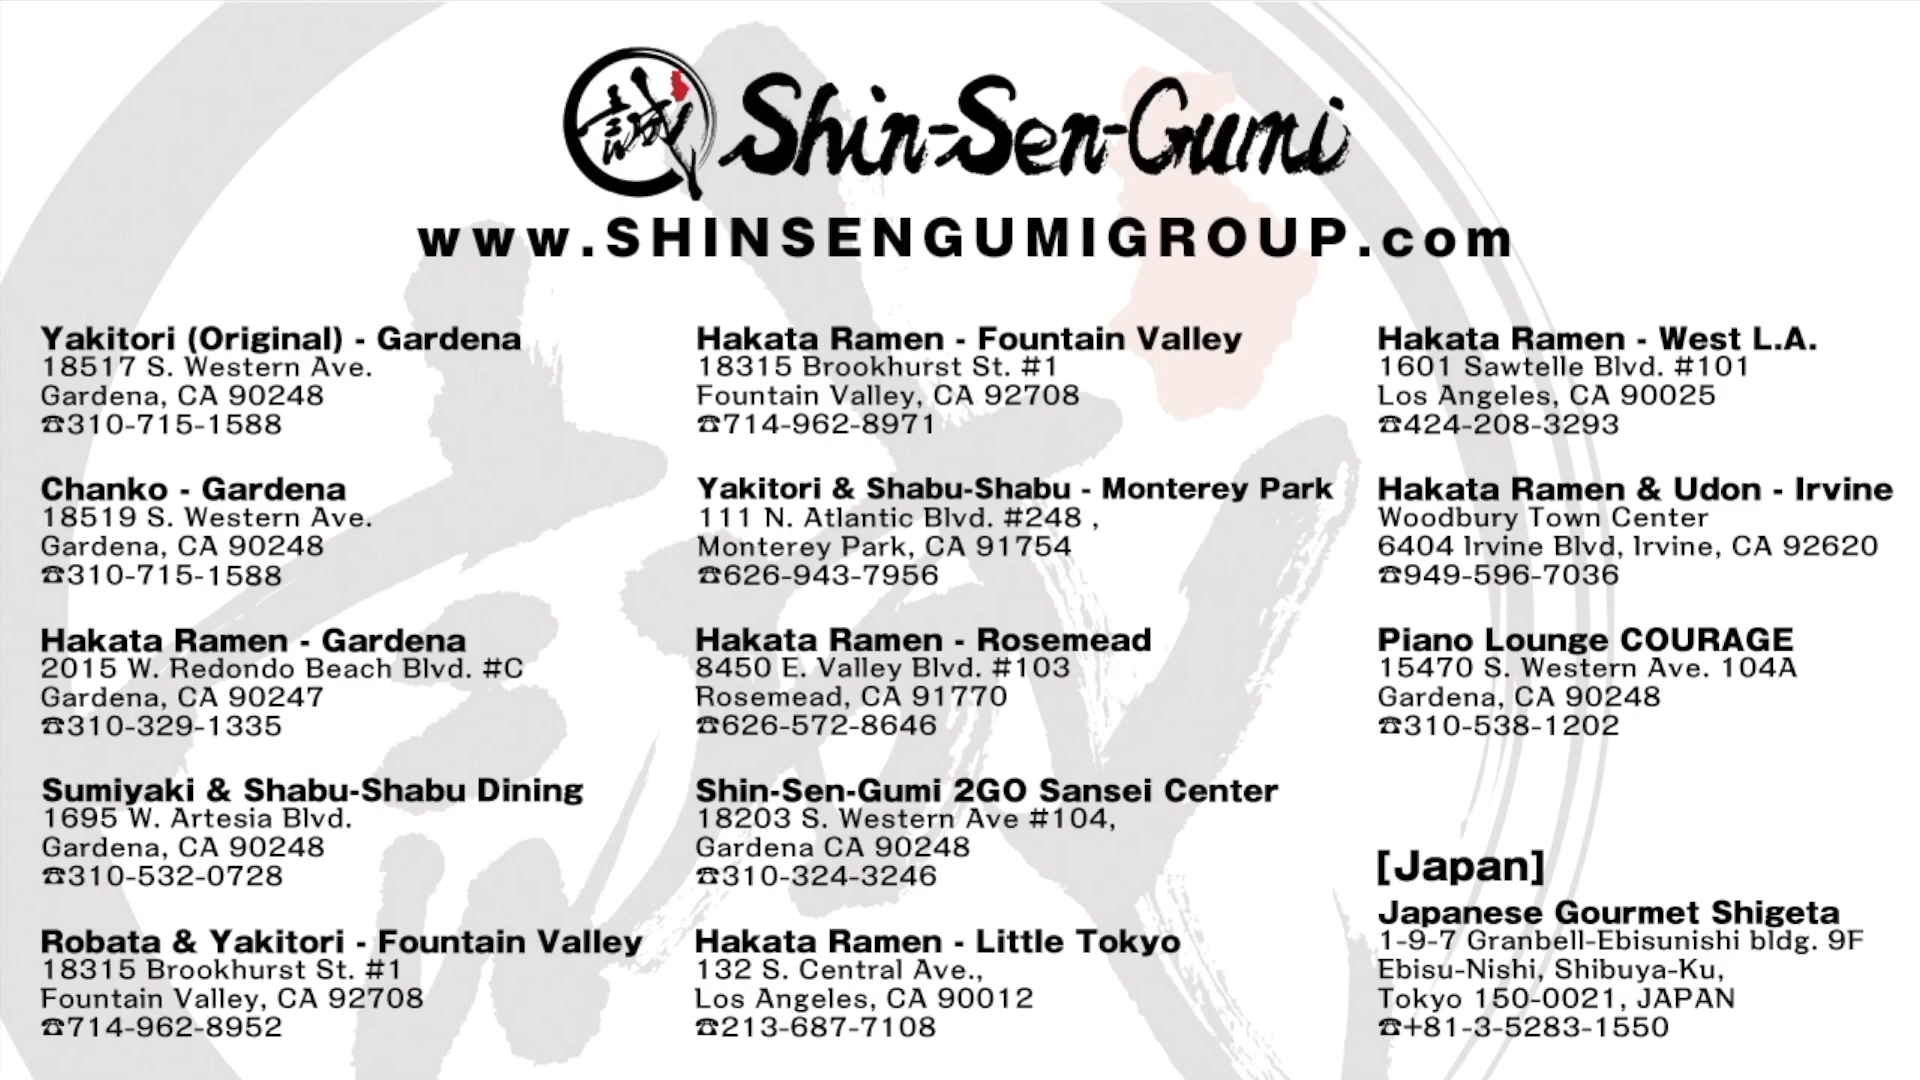 誠 Shin-Sen-Gumi
www.SHINSENGUMIGROUP.com
Yakitori (Original) - Gardena
18517 S. Western Ave.
Gardena, CA 90248
☎310-715-1588
Chanko - Gardena
18519 S. Western Ave.
Gardena, CA 90248
☎310-715-1588
Hakata Ramen - Gardena
2015 W. Redondo Beach Blvd. #C
Gardena, CA 90247
☎310-329-1335
Sumiyaki & Shabu-Shabu Dining
1695 W. Artesia Blvd.
Gardena, CA 90248
☎310-532-0728
Robata & Yakitori - Fountain Valley
18315 Brookhurst St. #1
Fountain Valley, CA 92708
☎714-962-8952
Hakata Ramen - Fountain Valley
18315 Brookhurst St. #1
Fountain Valley, CA 92708
☎714-962-8971
Yakitori & Shabu-Shabu - Monterey Park
111 N. Atlantic Blvd. #248 ,
Monterey Park, CA 91754
☎626-943-7956
Hakata Ramen - Rosemead
8450 E. Valley Blvd. #103
Rosemead, CA 91770
☎626-572-8646
Shin-Sen-Gumi 2GO Sansei Center
18203 S. Western Ave #104,
Gardena CA 90248
☎310-324-3246
Hakata Ramen - Little Tokyo
132 S. Central Ave.,
Los Angeles, CA 90012
☎213-687-7108
Hakata Ramen - West L.A.
1601 Sawtelle Blvd. #101
Los Angeles, CA 90025
☎424-208-3293
Hakata Ramen & Udon - Irvine
Woodbury Town Center
6404 Irvine Blvd, Irvine, CA 92620
☎949-596-7036
Piano Lounge COURAGE
15470 S. Western Ave. 104A
Gardena, CA 90248
☎310-538-1202
[Japan]
Japanese Gourmet Shigeta
1-9-7 Granbell-Ebisunishi bldg. 9F
Ebisu-Nishi, Shibuya-Ku,
Tokyo 150-0021, JAPAN
☎+81-3-5283-1550